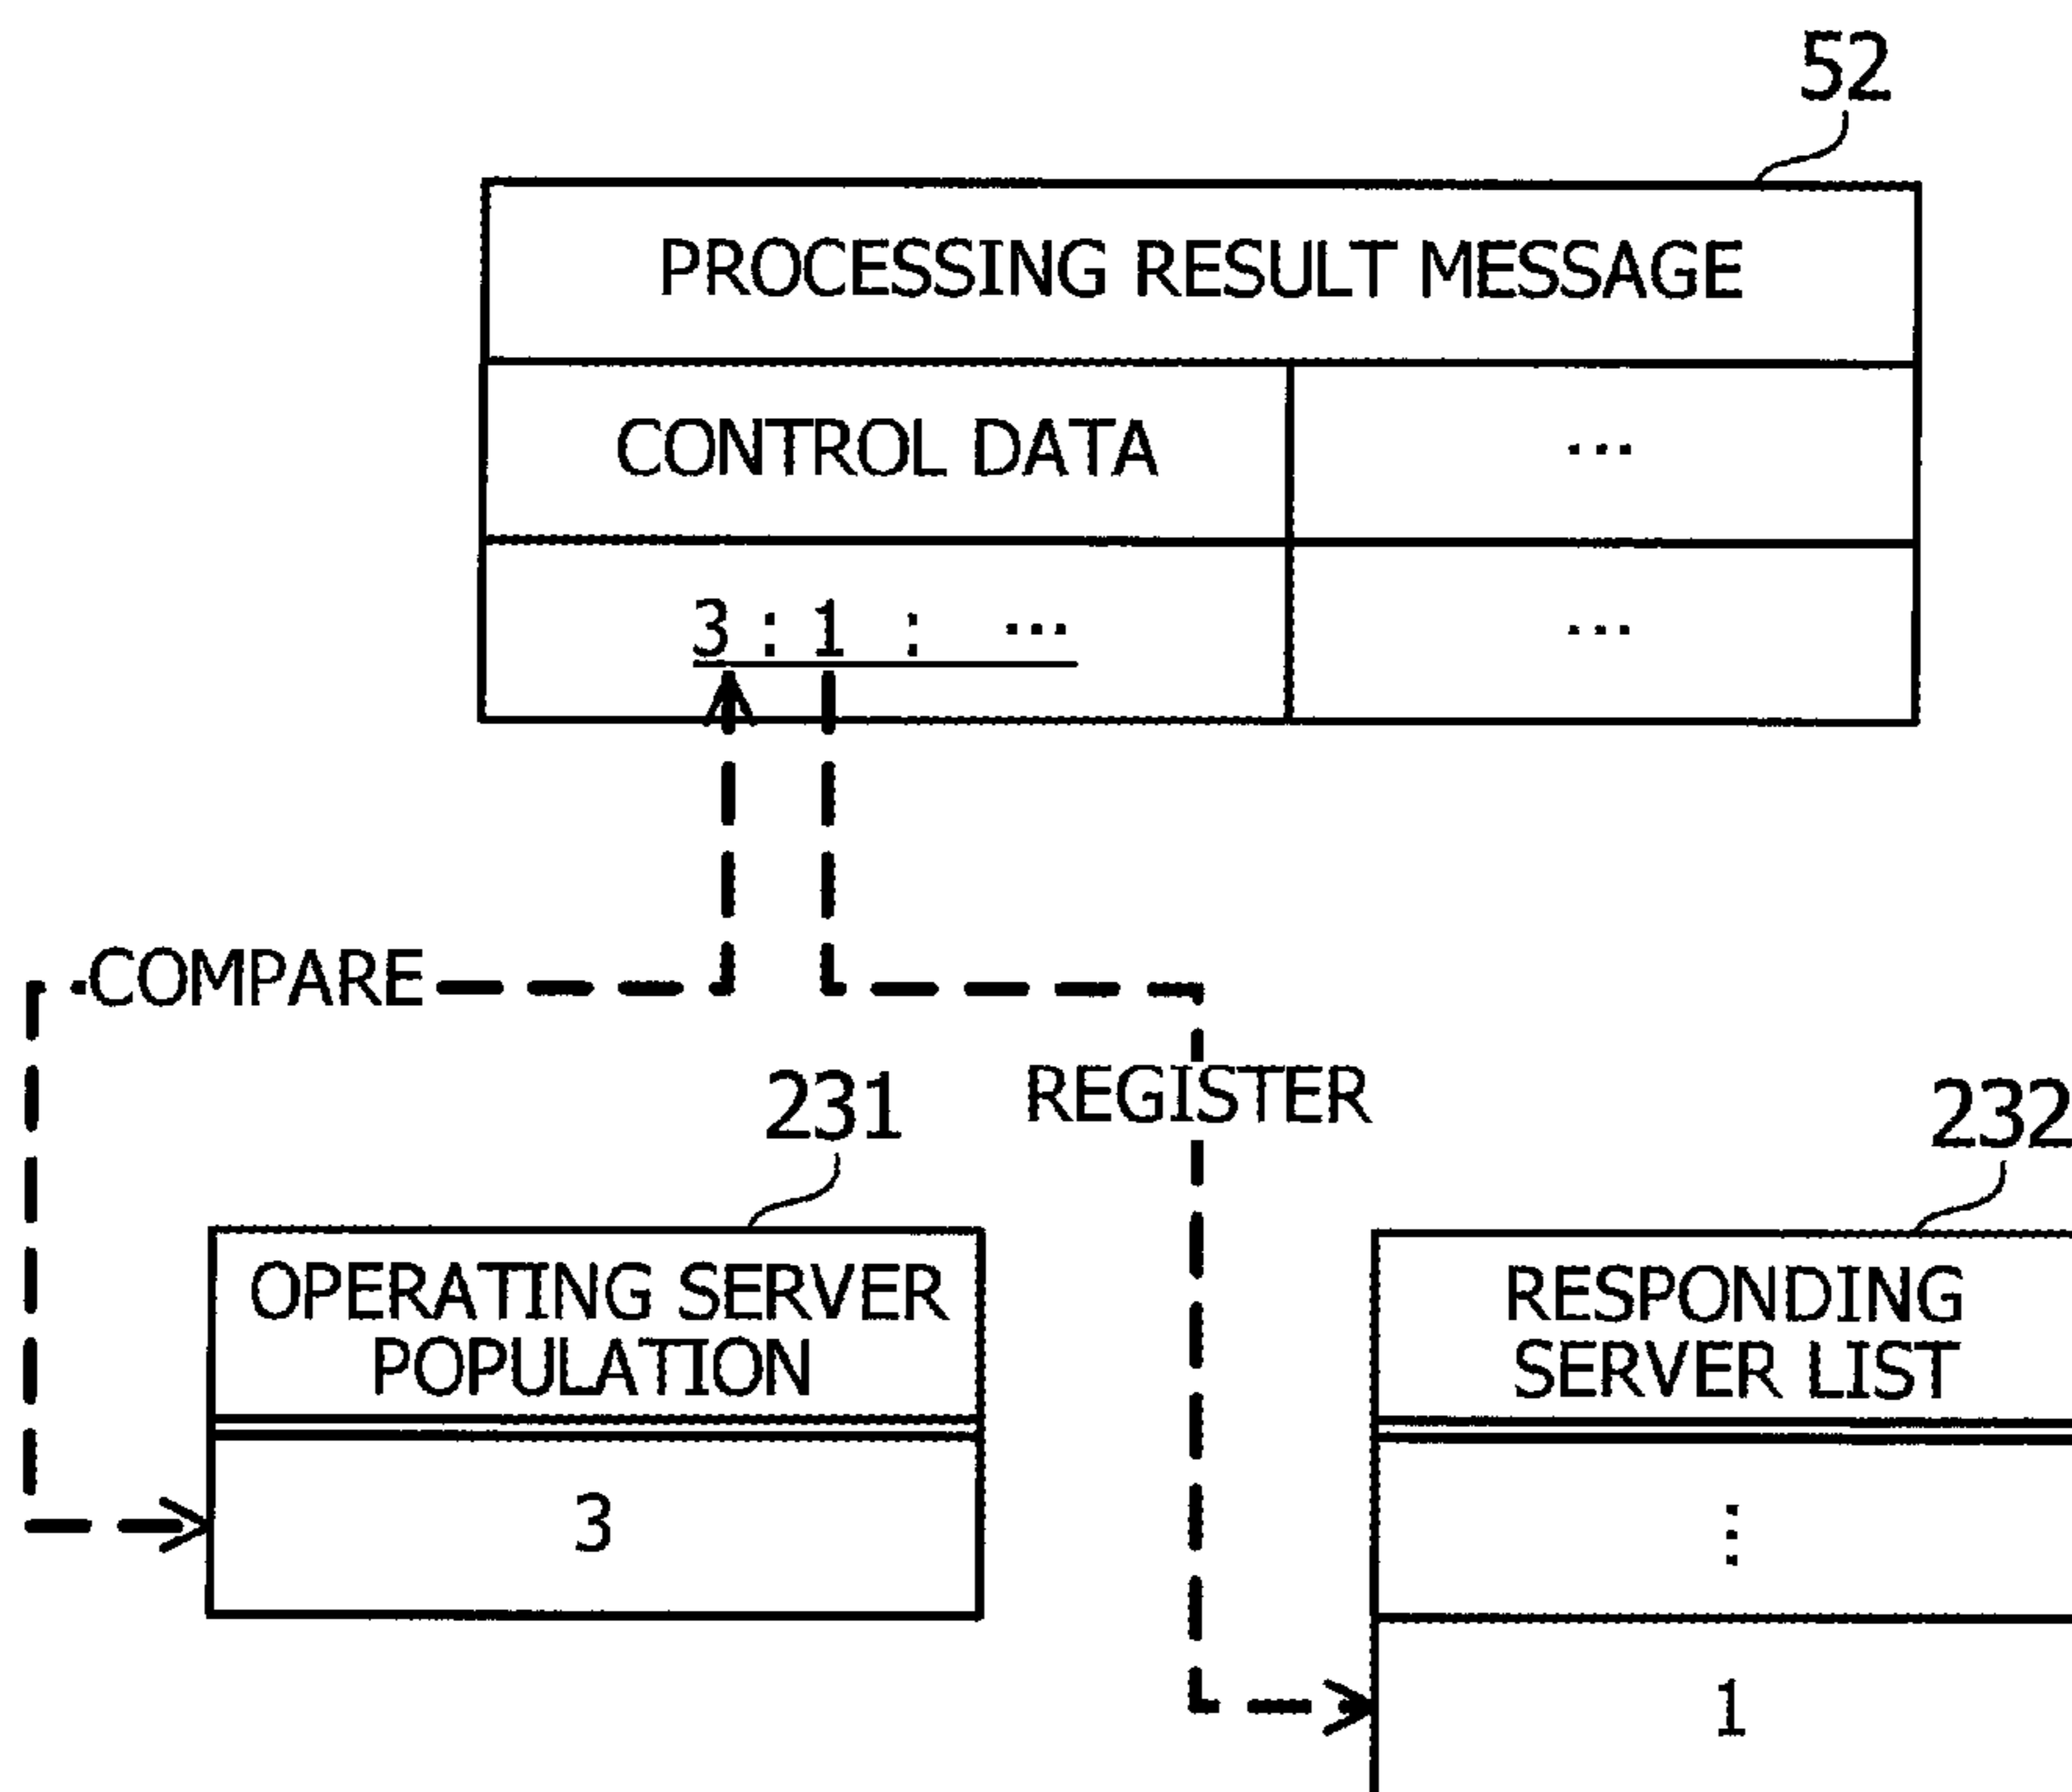 52
PROCESSING RESULT MESSAGE
CONTROL DATA ...
3 : 1 : ... ...
COMPARE
REGISTER
231
232
OPERATING SERVER
POPULATION
3
RESPONDING
SERVER LIST
⋮
1